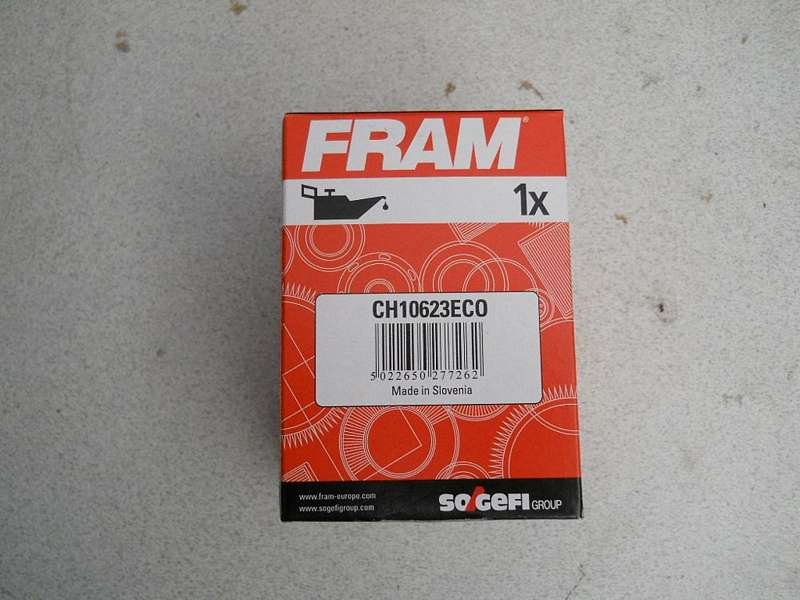 FRAM®
1x
CH10623ECO
5 022650 277262
Made in Slovenia
www.fram-europe.com
www.sogefigroup.com
SOGEFI GROUP